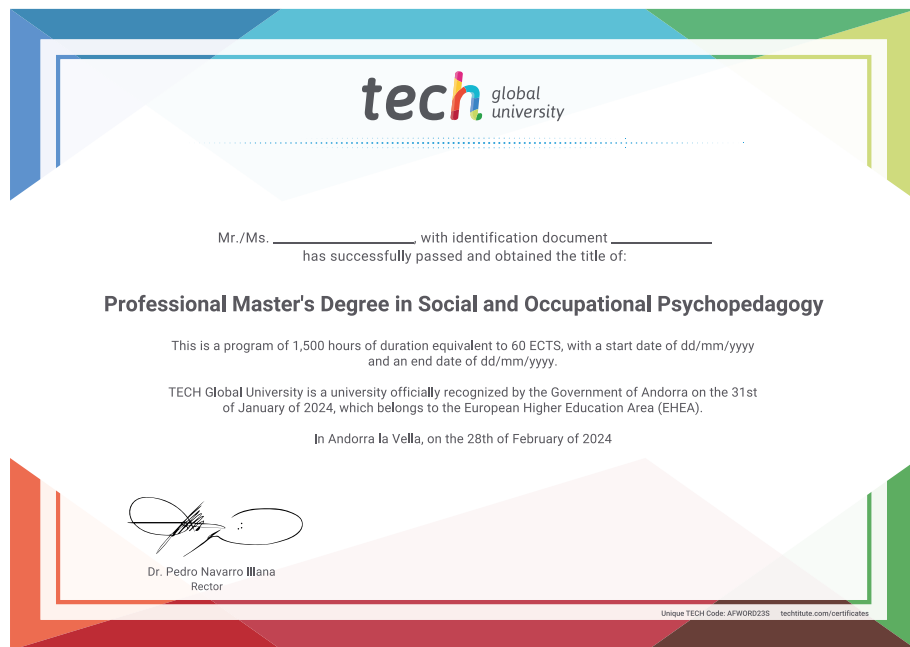 tech global university
Mr./Ms. ____________, with identification document ____________
has successfully passed and obtained the title of:
Professional Master's Degree in Social and Occupational Psychopedagogy
This is a program of 1,500 hours of duration equivalent to 60 ECTS, with a start date of dd/mm/yyyy
and an end date of dd/mm/yyyy.
TECH Global University is a university officially recognized by the Government of Andorra on the 31st
of January of 2024, which belongs to the European Higher Education Area (EHEA).
In Andorra la Vella, on the 28th of February of 2024
Dr. Pedro Navarro Illana
Rector
Unique TECH Code: AFWORD23S techtitute.com/certificates